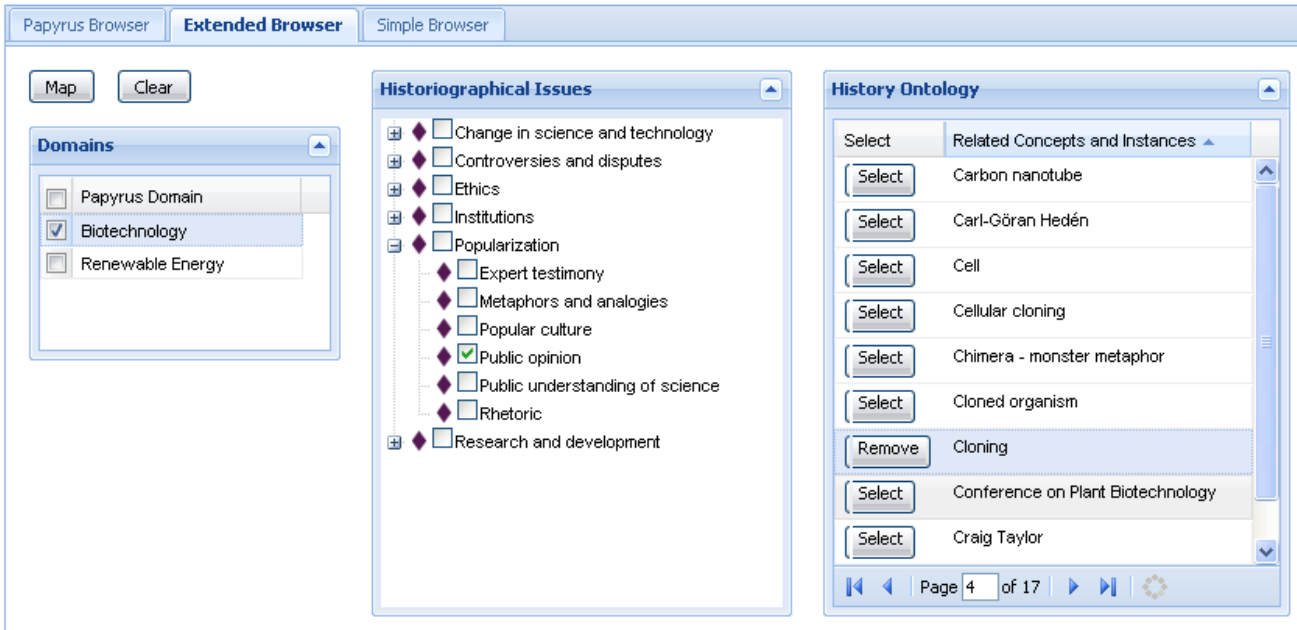 Papyrus Browser
Extended Browser
Simple Browser
Map
Clear
Domains
Papyrus Domain
Biotechnology
Renewable Energy
Historiographical Issues
Change in science and technology
Controversies and disputes
Ethics
Institutions
Popularization
Expert testimony
Metaphors and analogies
Popular culture
Public opinion
Public understanding of science
Rhetoric
Research and development
History Ontology
Select Related Concepts and Instances
Select Carbon nanotube
Select Carl-Göran Hedén
Select Cell
Select Cellular cloning
Select Chimera - monster metaphor
Select Cloned organism
Remove Cloning
Select Conference on Plant Biotechnology
Select Craig Taylor
Page 4 of 17